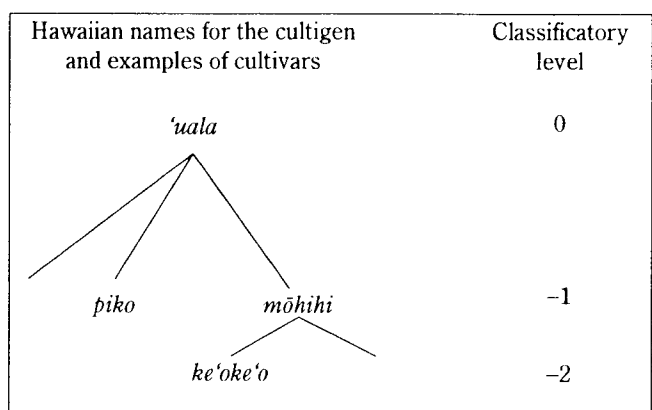 Hawaiian names for the cultigen
and examples of cultivars
Classificatory
level
ʻuala
0
piko
mōhihi
–1
keʻokeʻo
–2